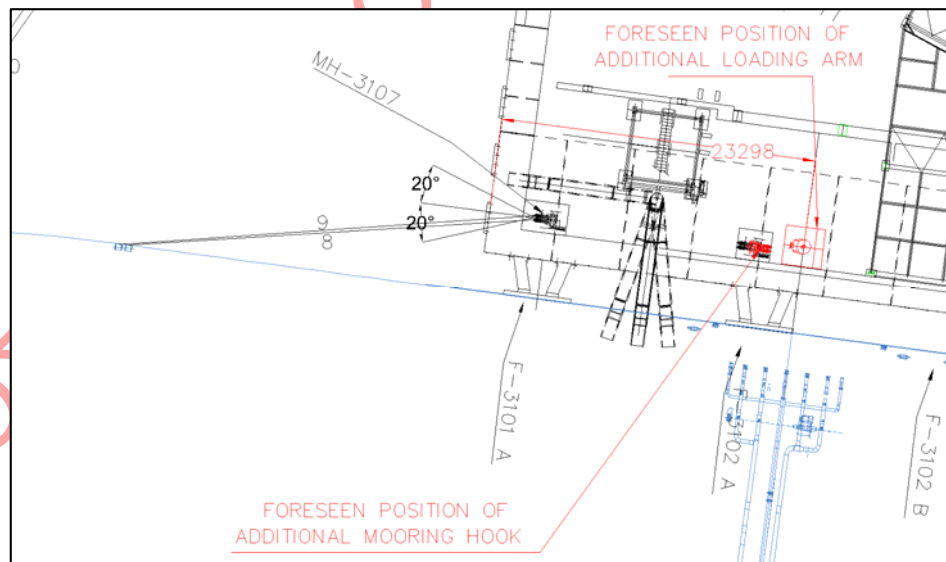 FORESEEN POSITION OF
ADDITIONAL LOADING ARM
MH-3107
23298
20°
20°
9
8
F-3101 A
3102 A
F-3102 B
FORESEEN POSITION OF
ADDITIONAL MOORING HOOK